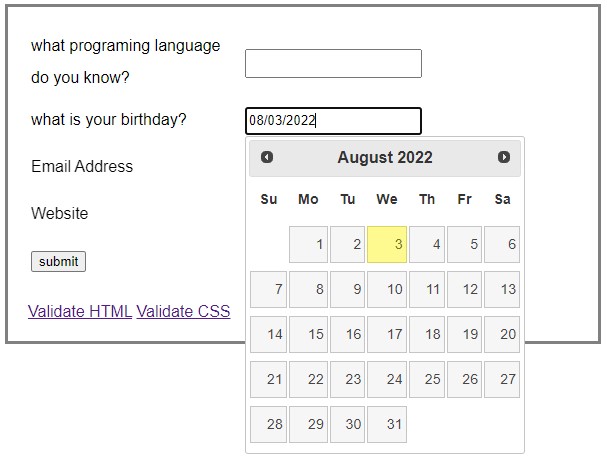 what programing language
do you know?
what is your birthday?
08/03/2022
Email Address
Website
submit
Validate HTML Validate CSS
August 2022
Su Mo Tu We Th Fr Sa
1 2 3 4 5 6
7 8 9 10 11 12 13
14 15 16 17 18 19 20
21 22 23 24 25 26 27
28 29 30 31